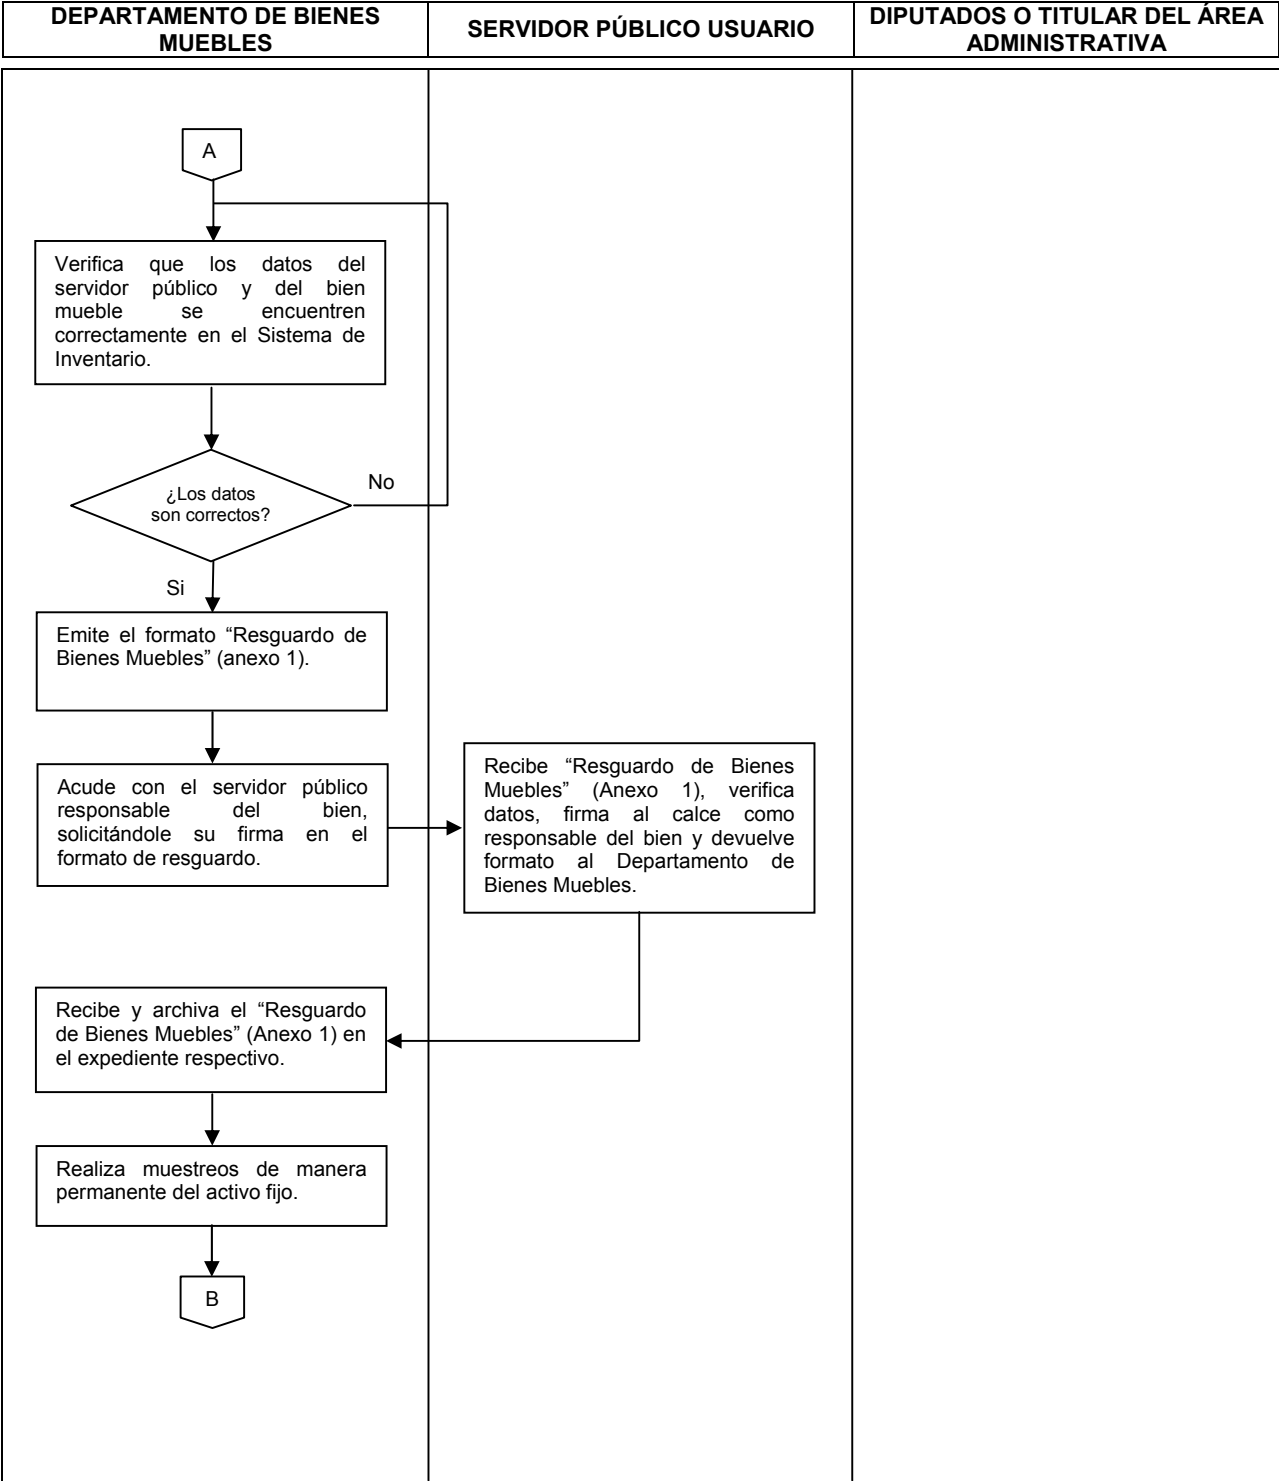 DEPARTAMENTO DE BIENES
MUEBLES
SERVIDOR PÚBLICO USUARIO
DIPUTADOS O TITULAR DEL ÁREA
ADMINISTRATIVA
A
Verifica que los datos del
servidor público y del bien
mueble se encuentren
correctamente en el Sistema de
Inventario.
¿Los datos
son correctos?
No
Si
Emite el formato “Resguardo de
Bienes Muebles” (anexo 1).
Acude con el servidor público
responsable del bien,
solicitándole su firma en el
formato de resguardo.
Recibe “Resguardo de Bienes
Muebles” (Anexo 1), verifica
datos, firma al calce como
responsable del bien y devuelve
formato al Departamento de
Bienes Muebles.
Recibe y archiva el “Resguardo
de Bienes Muebles” (Anexo 1) en
el expediente respectivo.
Realiza muestreos de manera
permanente del activo fijo.
B